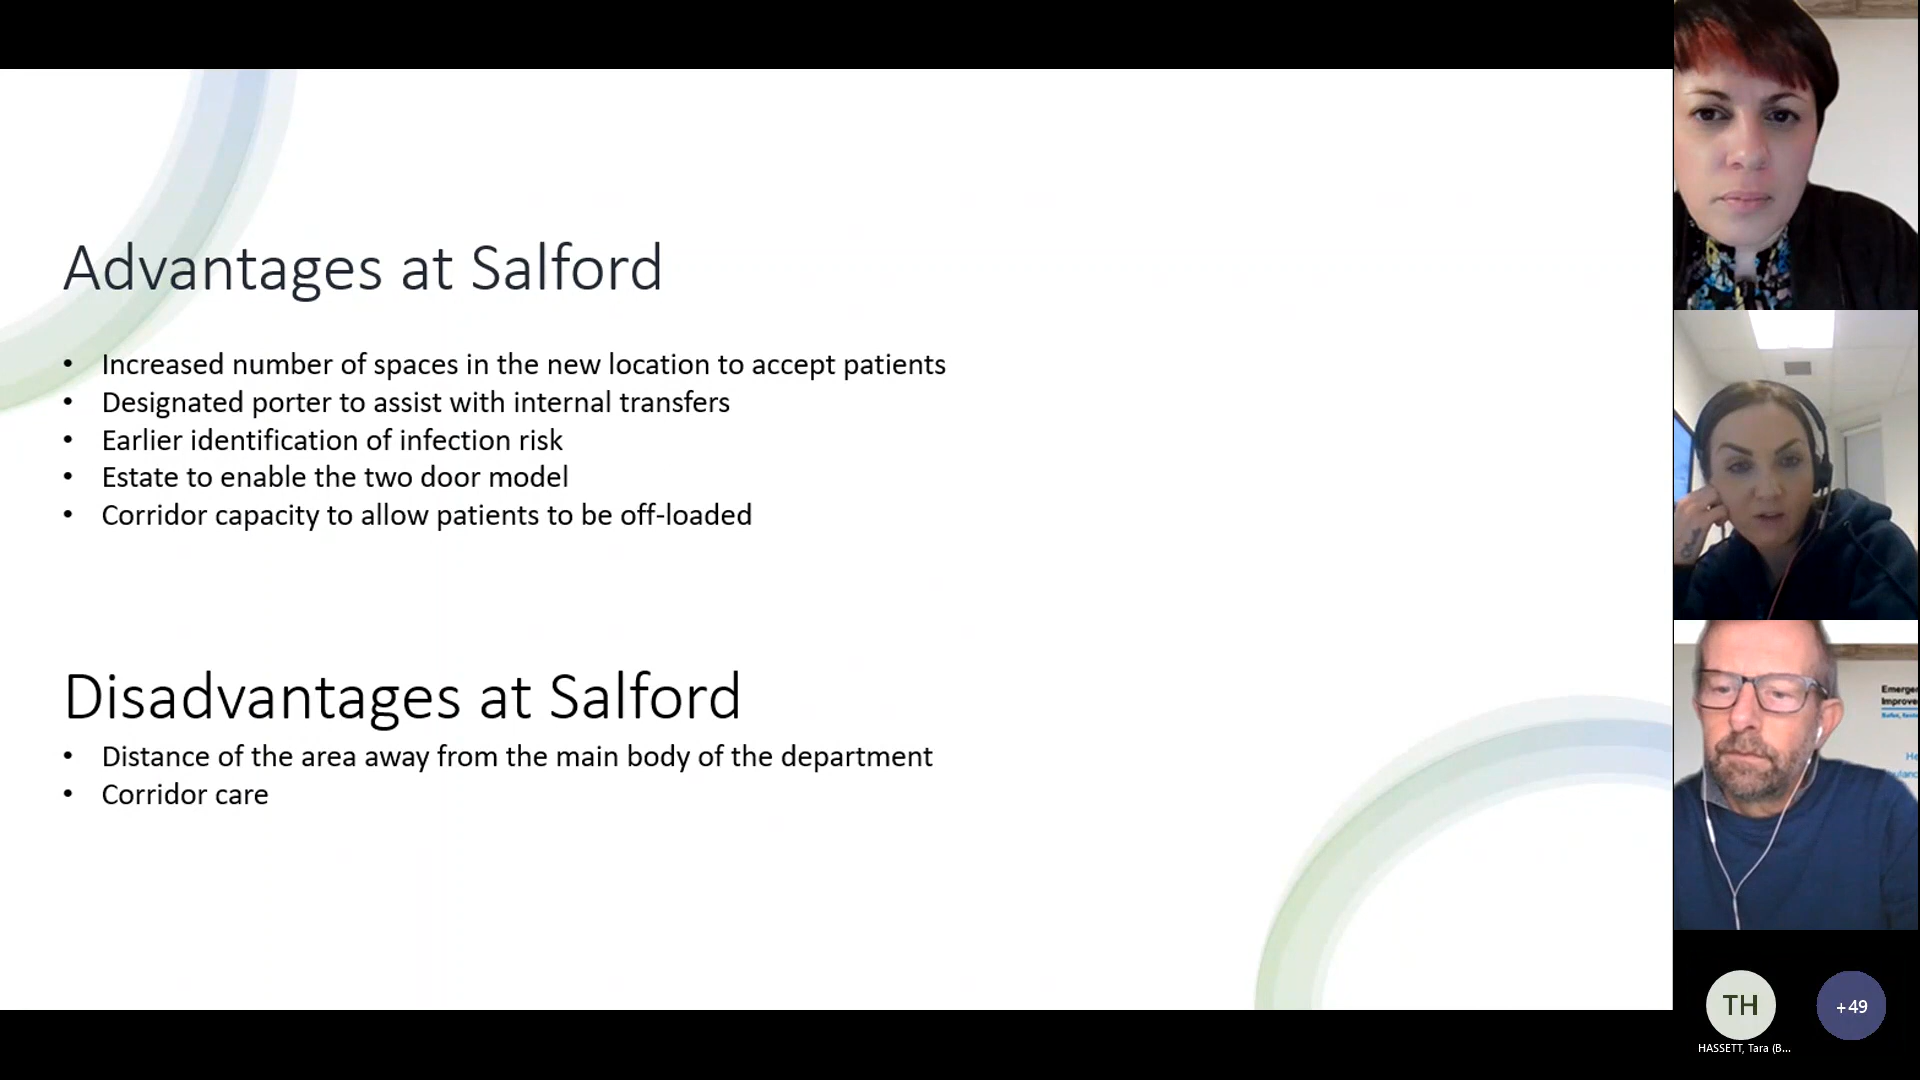 Advantages at Salford
• Increased number of spaces in the new location to accept patients
• Designated porter to assist with internal transfers
• Earlier identification of infection risk
• Estate to enable the two door model
• Corridor capacity to allow patients to be off-loaded
Disadvantages at Salford
• Distance of the area away from the main body of the department
• Corridor care
Emerge
Improve
TH
+49
HASSETT, Tara (B...